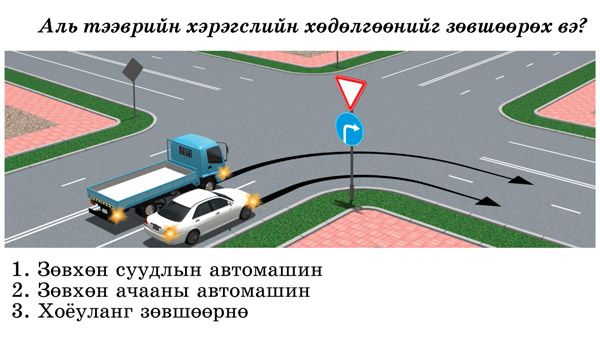 Аль тээврийн хэрэгслийн хөдөлгөөнийг зөвшөөрөх вэ?
1. Зөвхөн суудлын автомашин
2. Зөвхөн ачааны автомашин
3. Хоёуланг зөвшөөрнө